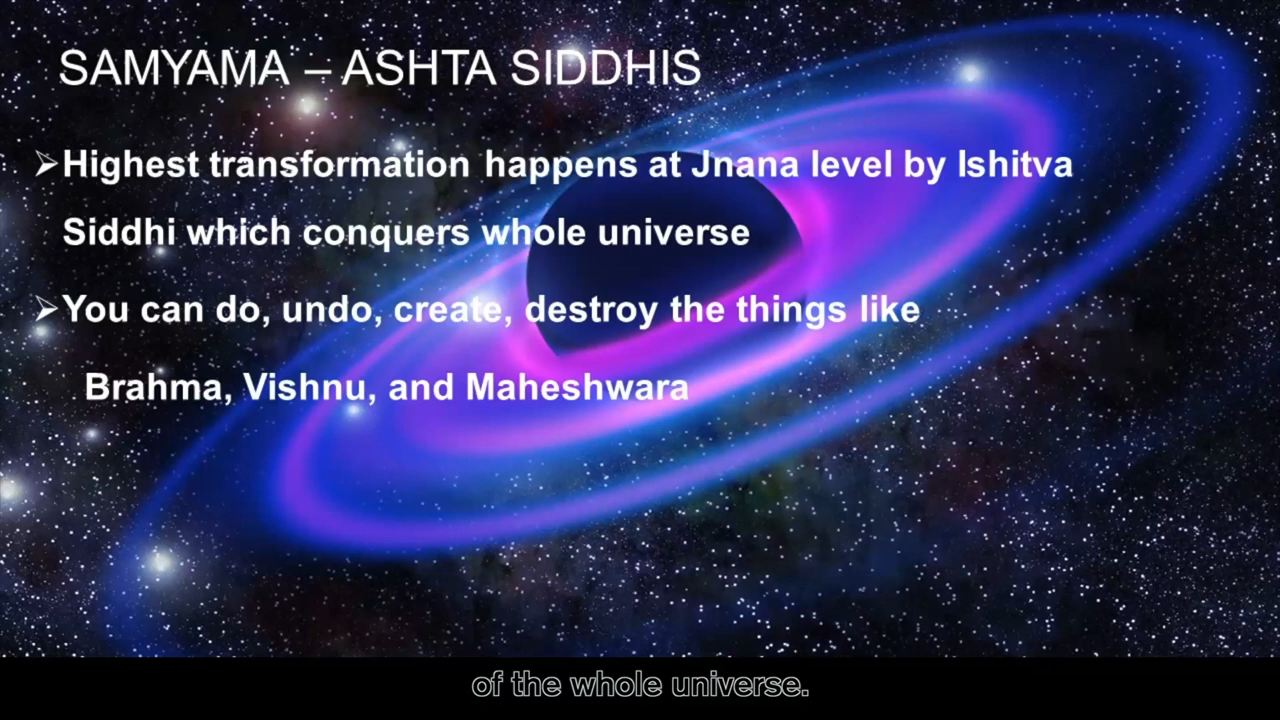 SAMYAMA – ASHTA SIDDHIS
➢Highest transformation happens at Jnana level by Ishitva
Siddhi which conquers whole universe
➢You can do, undo, create, destroy the things like
Brahma, Vishnu, and Maheshwara
of the whole universe.